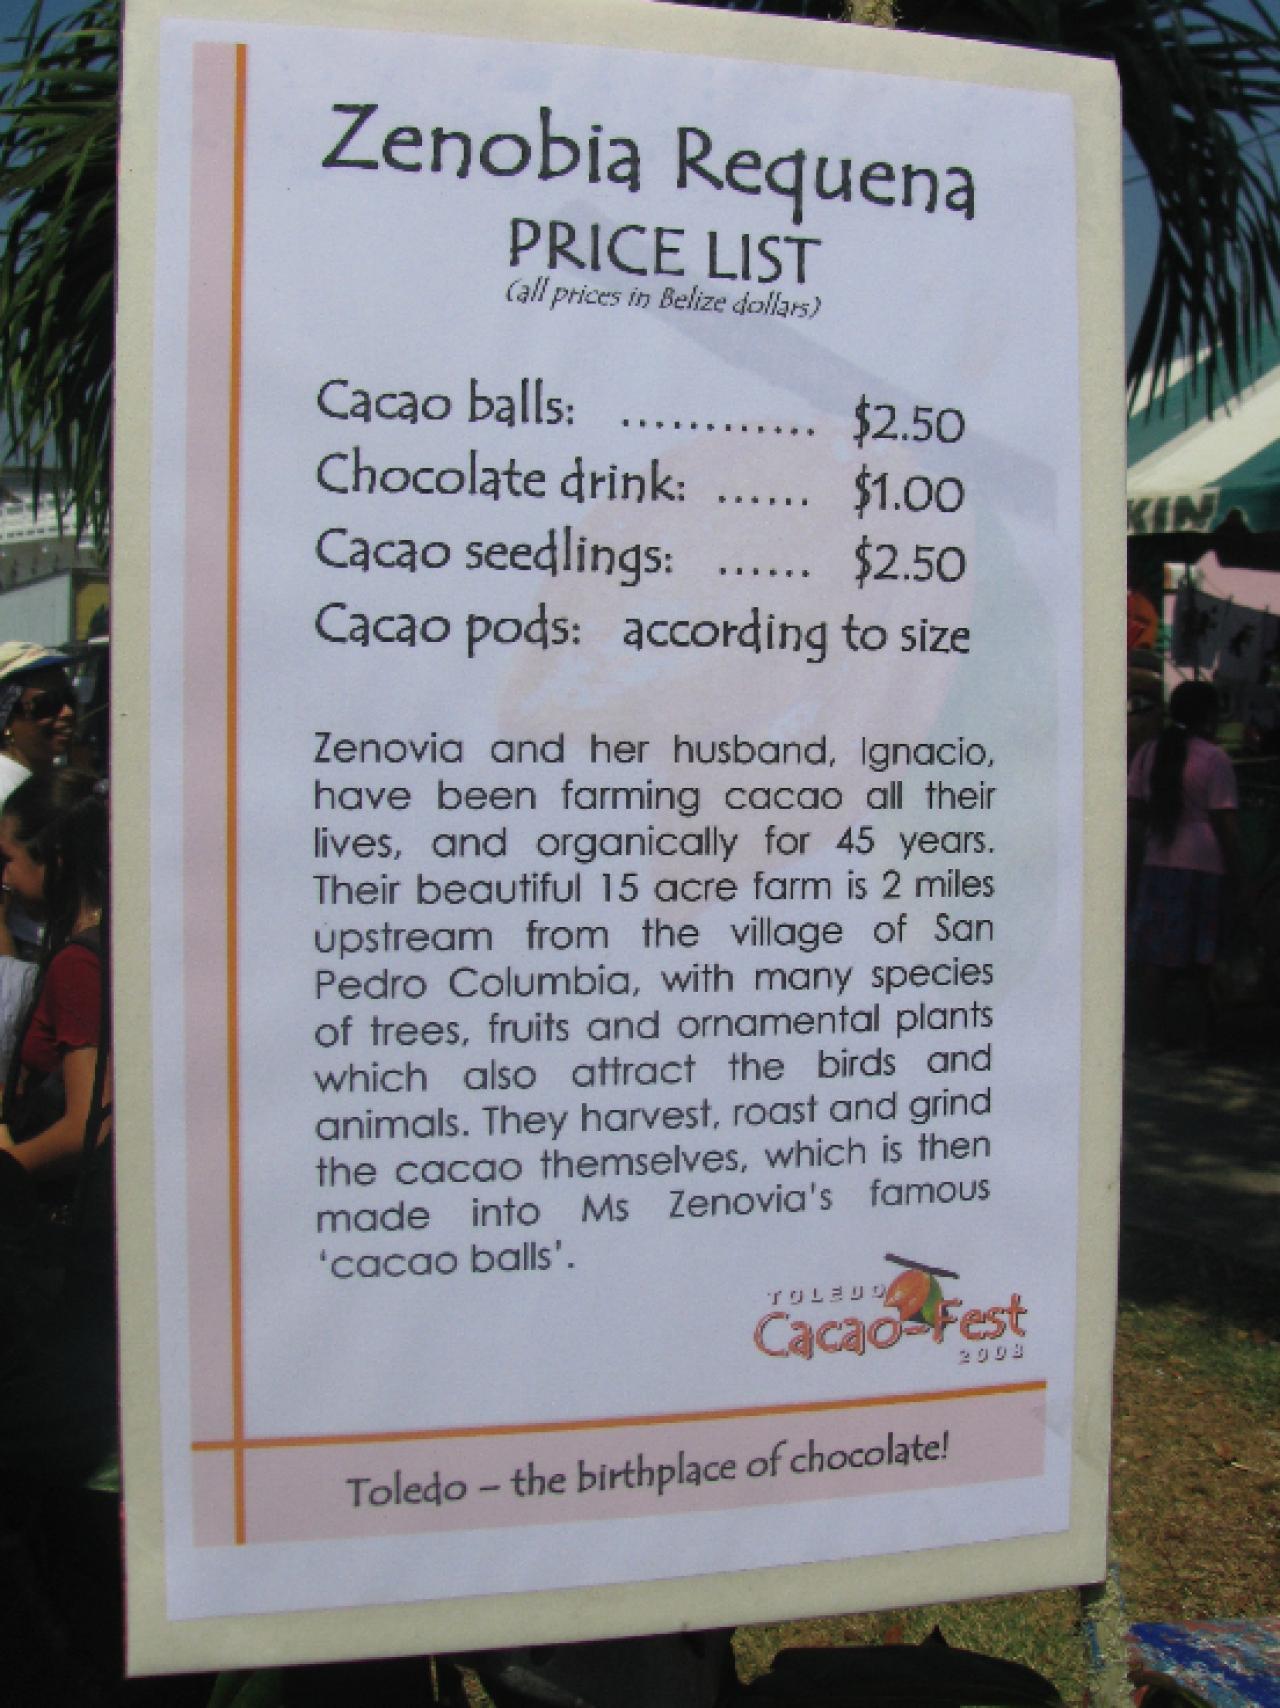 Zenobia Requena
PRICE LIST
(all prices in Belize dollars)
Cacao balls: ............ $2.50
Chocolate drink: ...... $1.00
Cacao seedlings: ...... $2.50
Cacao pods: according to size
Zenovia and her husband, Ignacio,
have been farming cacao all their
lives, and organically for 45 years.
Their beautiful 15 acre farm is 2 miles
upstream from the village of San
Pedro Columbia, with many species
of trees, fruits and ornamental plants
which also attract the birds and
animals. They harvest, roast and grind
the cacao themselves, which is then
made into Ms Zenovia's famous
'cacao balls'.
TOLEDO
Cacao-Fest
2008
Toledo – the birthplace of chocolate!